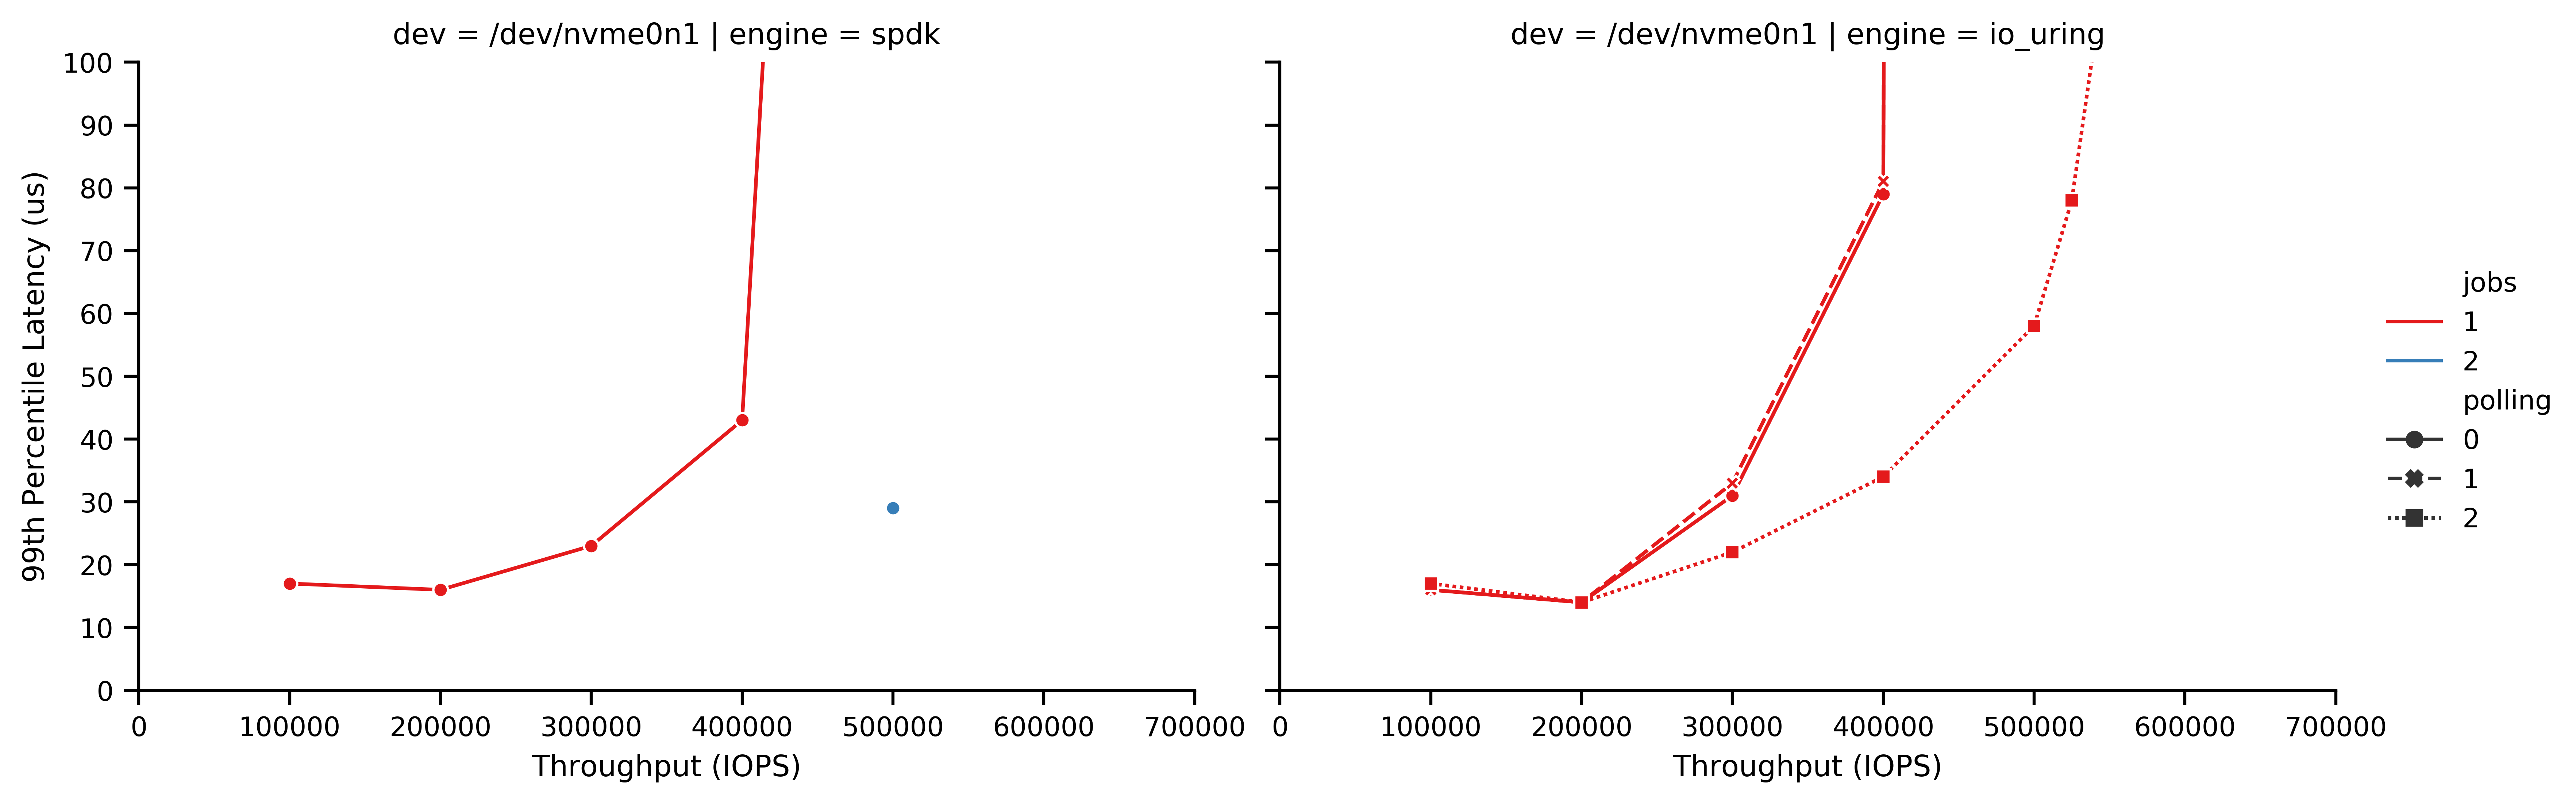 dev = /dev/nvme0n1 | engine = spdk
dev = /dev/nvme0n1 | engine = io_uring
99th Percentile Latency (us)
100
90
80
70
60
50
40
30
20
10
0
0 100000 200000 300000 400000 500000 600000 700000
0 100000 200000 300000 400000 500000 600000 700000
Throughput (IOPS)
Throughput (IOPS)
jobs
1
2
polling
0
1
2